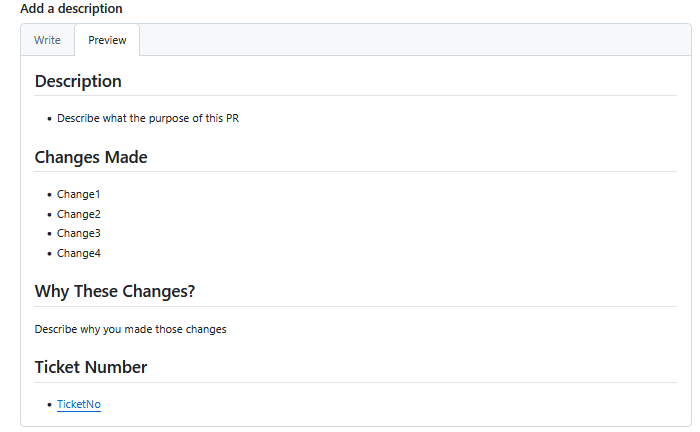 Add a description
Write
Preview
Description
Describe what the purpose of this PR
Changes Made
Change1
Change2
Change3
Change4
Why These Changes?
Describe why you made those changes
Ticket Number
TicketNo